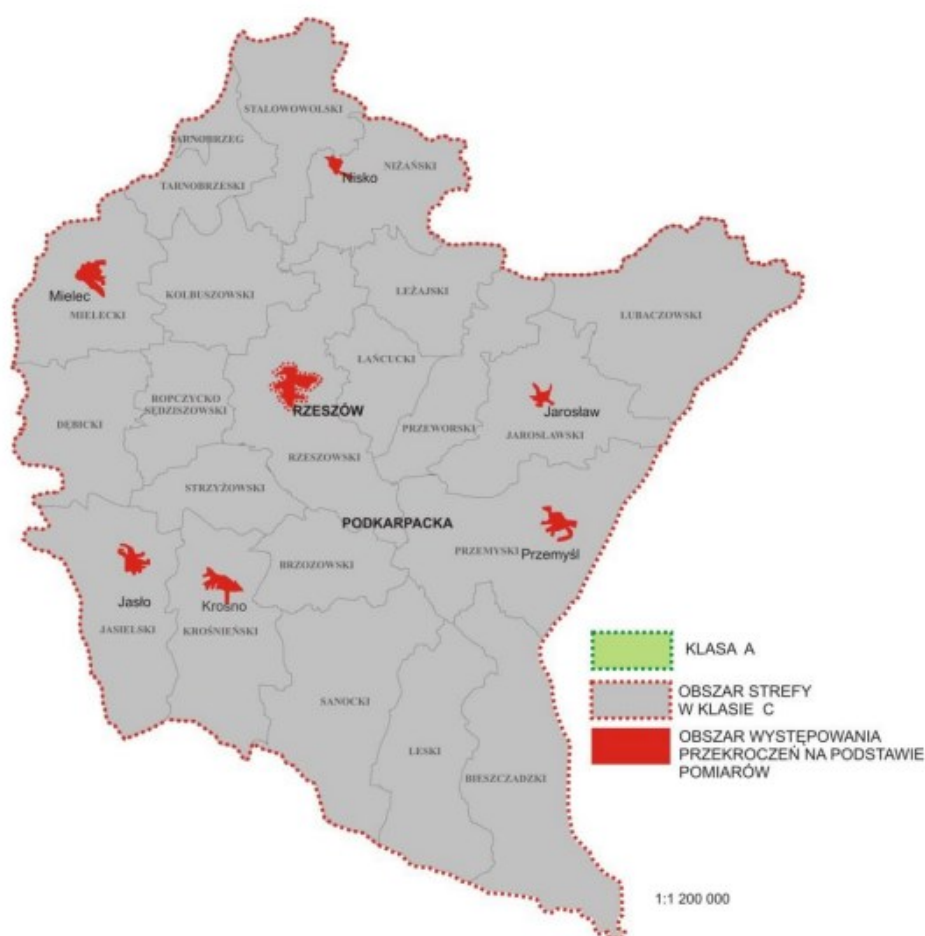 STALOWOWOLSKI
TARNOBRZEG
NIŻAŃSKI
Nisko
TARNOBRZESKI
Mielec
KOLBUSZOWSKI
LEŻAJSKI
MIELECKI
LUBACZOWSKI
ŁAŃCUCKI
ROPCZYCKO
SĘDZISZOWSKI
RZESZÓW
Jarosław
DĘBICKI
PRZEWORSKI
JAROSŁAWSKI
RZESZOWSKI
STRZYŻOWSKI
PODKARPACKA
PRZEMYSKI
Przemyśl
BRZOZOWSKI
Jasło
Krosno
JASIELSKI
KROŚNIEŃSKI
SANOCKI
LESKI
BIESZCZADZKI
KLASA A
OBSZAR STREFY
W KLASIE C
OBSZAR WYSTĘPOWANIA
PRZEKROCZEŃ NA PODSTAWIE
POMIARÓW
1:1 200 000